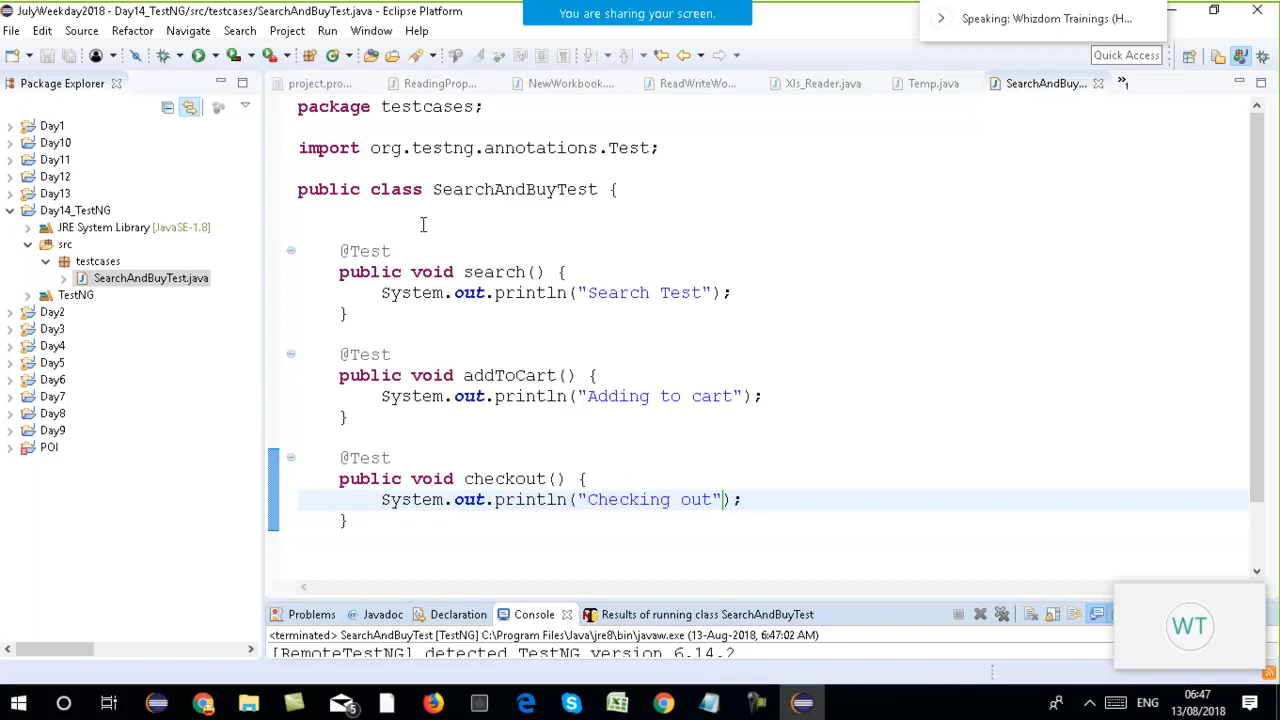 JulyWeekday2018 - Day14_TestNG/src/testcases/SearchAndBuyTest.java - Eclipse Platform
You are sharing your screen.
Speaking: Whizdom Trainings (H...
File Edit Source Refactor Navigate Search Project Run Window Help
Quick Access
Package Explorer
project.pro...
ReadingProp...
NewWorkbook....
ReadWriteWo...
Xls_Reader.java
Temp.java
SearchAndBuy...
»1
Day1
Day10
Day11
Day12
Day13
Day14_TestNG
JRE System Library [JavaSE-1.8]
src
testcases
SearchAndBuyTest.java
TestNG
Day2
Day3
Day4
Day5
Day6
Day7
Day8
Day9
POI
package testcases;
import org.testng.annotations.Test;
public class SearchAndBuyTest {
@Test
public void search() {
System.out.println("Search Test");
}
@Test
public void addToCart() {
System.out.println("Adding to cart");
}
@Test
public void checkout() {
System.out.println("Checking out");
}
Problems @ Javadoc Declaration Console Results of running class SearchAndBuyTest
<terminated> SearchAndBuyTest [TestNG] C:\Program Files\Java\jre8\bin\javaw.exe (13-Aug-2018, 6:47:02 AM)
[RemoteTestNG] detected TestNG version 6.14.2
WT
5
ENG
06:47
13/08/2018